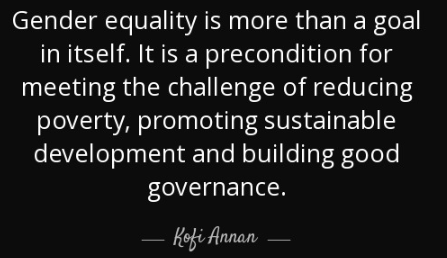 Gender equality is more than a goal
in itself. It is a precondition for
meeting the challenge of reducing
poverty, promoting sustainable
development and building good
governance.
— Kofi Annan —